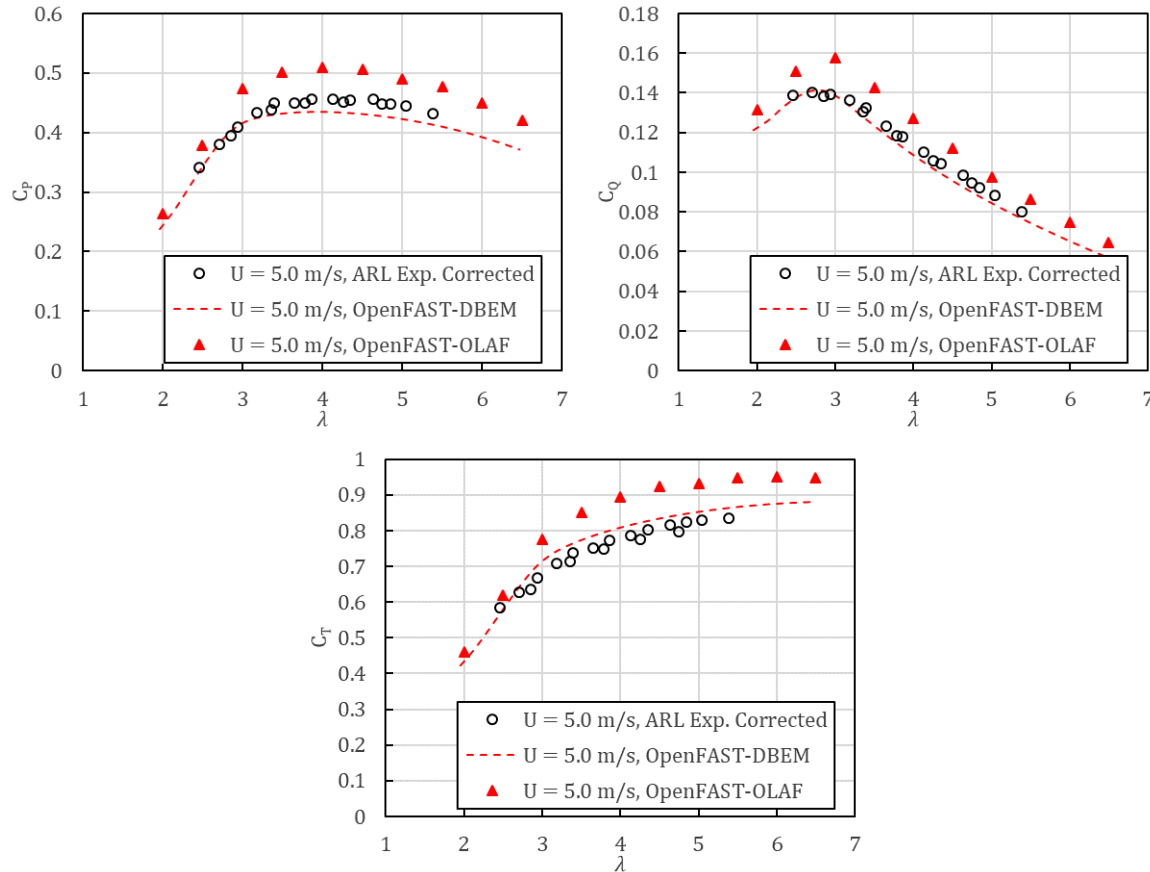 0.6
0.5
0.4
0.3
0.2
0.1
0
C_P
U = 5.0 m/s, ARL Exp. Corrected
U = 5.0 m/s, OpenFAST-DBEM
U = 5.0 m/s, OpenFAST-OLAF
1 2 3 4 5 6 7
λ
0.18
0.16
0.14
0.12
0.1
0.08
0.06
0.04
0.02
0
C_Q
U = 5.0 m/s, ARL Exp. Corrected
U = 5.0 m/s, OpenFAST-DBEM
U = 5.0 m/s, OpenFAST-OLAF
1 2 3 4 5 6 7
λ
1
0.9
0.8
0.7
0.6
0.5
0.4
0.3
0.2
0.1
0
C_T
U = 5.0 m/s, ARL Exp. Corrected
U = 5.0 m/s, OpenFAST-DBEM
U = 5.0 m/s, OpenFAST-OLAF
1 2 3 4 5 6 7
λ